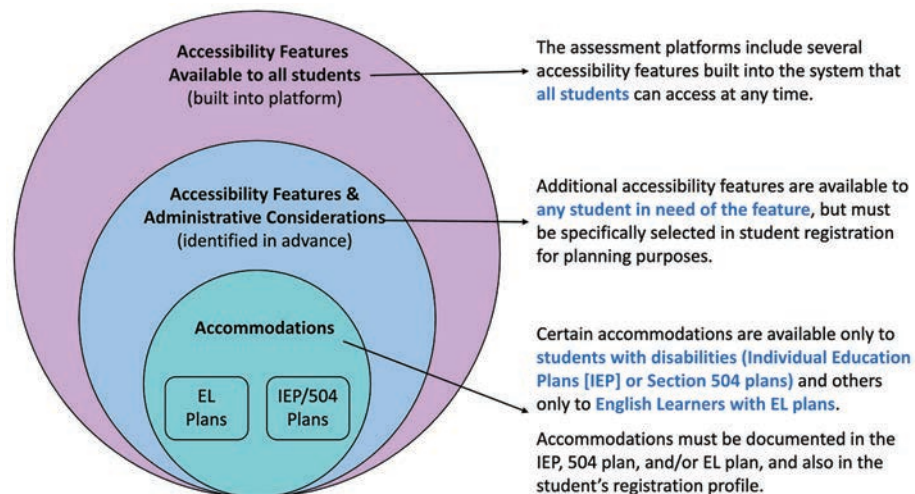 Accessibility Features
Available to all students
(built into platform)
The assessment platforms include several
accessibility features built into the system that
all students can access at any time.
Accessibility Features &
Administrative Considerations
(identified in advance)
Additional accessibility features are available to
any student in need of the feature, but must
be specifically selected in student registration
for planning purposes.
Accommodations
EL
Plans
IEP/504
Plans
Certain accommodations are available only to
students with disabilities (Individual Education
Plans [IEP] or Section 504 plans) and others
only to English Learners with EL plans.
Accommodations must be documented in the
IEP, 504 plan, and/or EL plan, and also in the
student's registration profile.